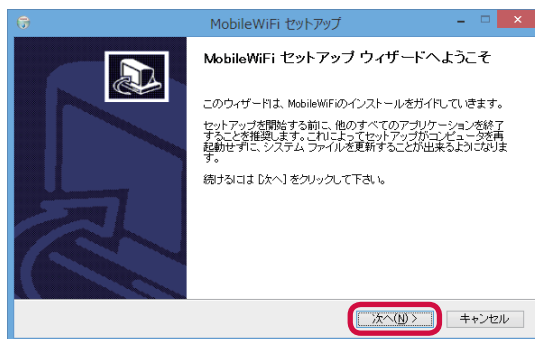 MobileWiFi セットアップ
MobileWiFi セットアップ ウィザードへようこそ
このウィザードは、MobileWiFiのインストールをガイドしていきます。
セットアップを開始する前に、他のすべてのアプリケーションを終了
することを推奨します。これによってセットアップがコンピュータを再
起動せずに、システム ファイルを更新することが出来るようになりま
す。
続けるには [次へ] をクリックして下さい。
次へ(N) >
キャンセル